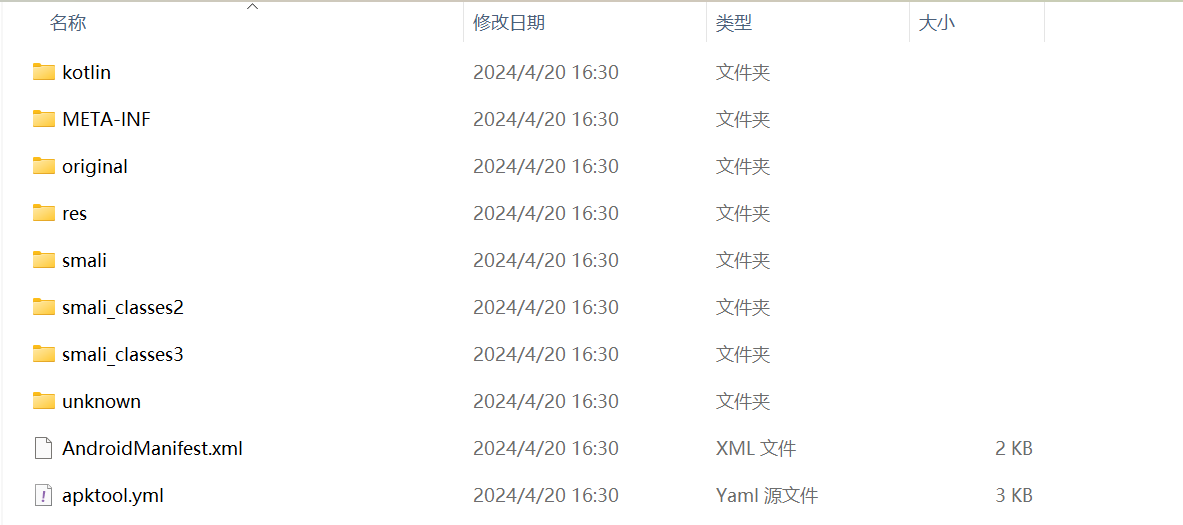 名称 修改日期 类型 大小
kotlin 2024/4/20 16:30 文件夹
META-INF 2024/4/20 16:30 文件夹
original 2024/4/20 16:30 文件夹
res 2024/4/20 16:30 文件夹
smali 2024/4/20 16:30 文件夹
smali_classes2 2024/4/20 16:30 文件夹
smali_classes3 2024/4/20 16:30 文件夹
unknown 2024/4/20 16:30 文件夹
AndroidManifest.xml 2024/4/20 16:30 XML 文件 2 KB
apktool.yml 2024/4/20 16:30 Yaml 源文件 3 KB